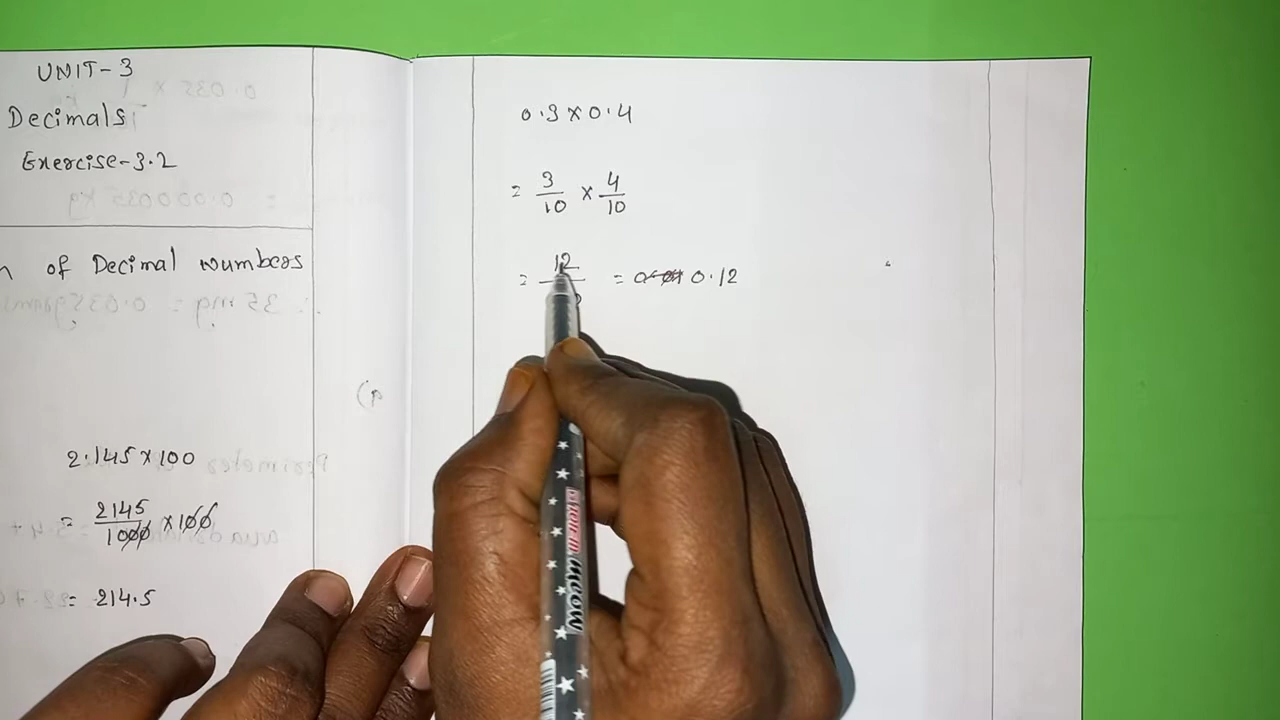 UNIT-3
Decimals
Exercise-3.2
of Decimal numbers
2.145 x 100
= 2145/1000 x 100
= 214.5
0.3 x 0.4
= 3/10 x 4/10
= 12 = 0.12